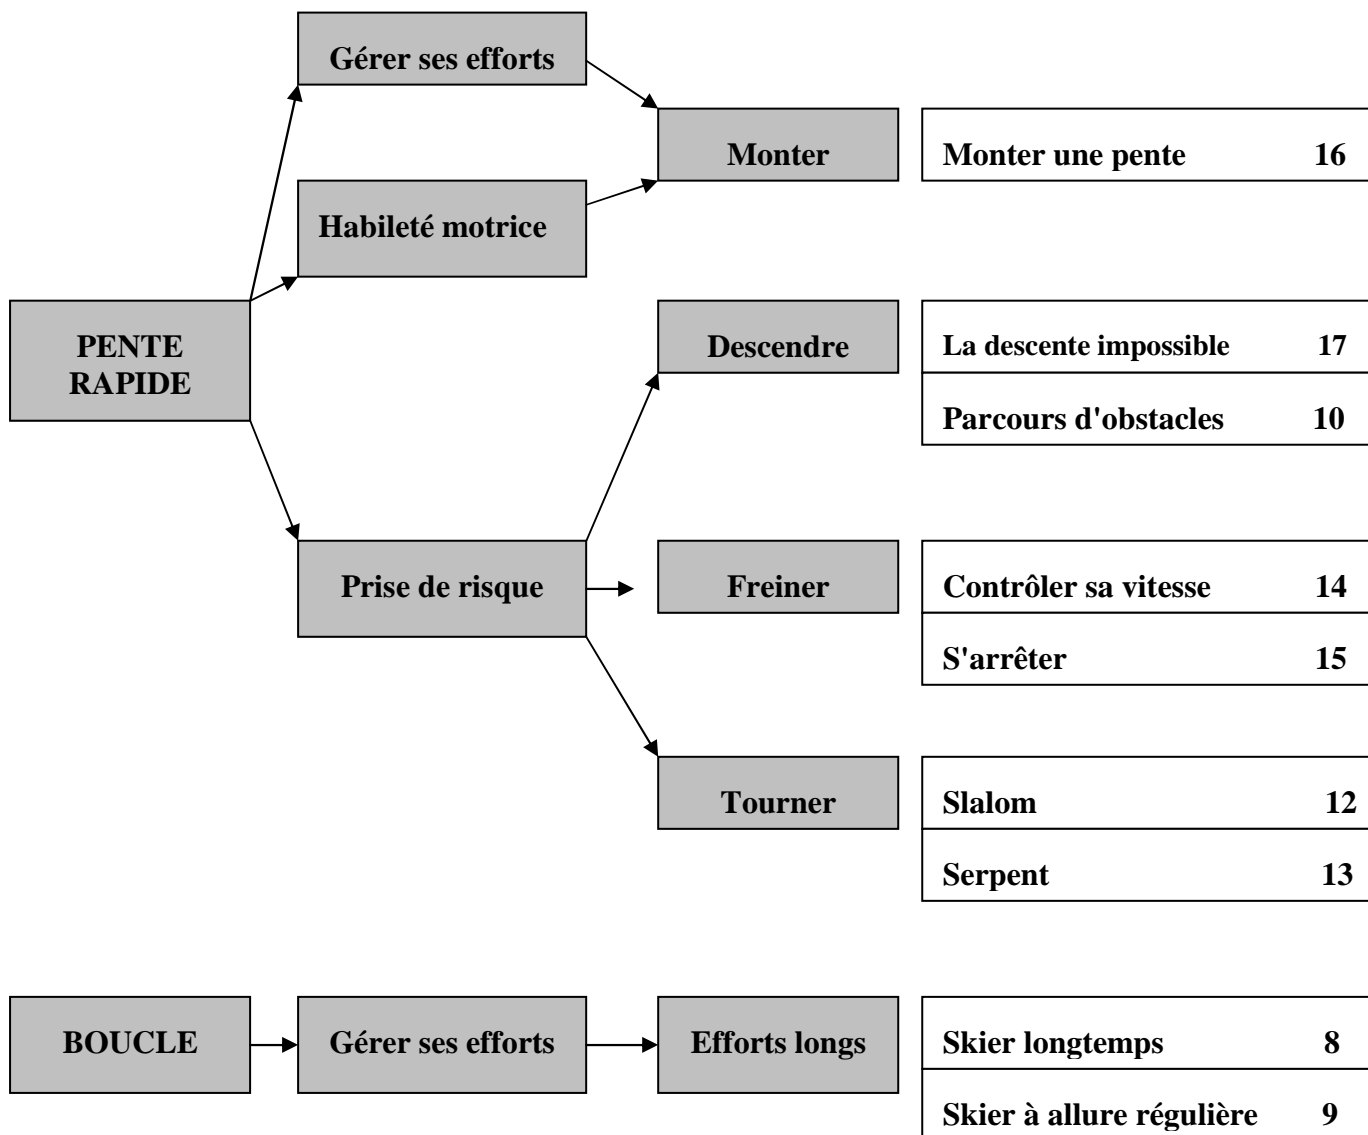 Gérer ses efforts
Monter
Monter une pente 16
Habileté motrice
PENTE
RAPIDE
Descendre
La descente impossible 17
Parcours d'obstacles 10
Prise de risque
Freiner
Contrôler sa vitesse 14
S'arrêter 15
Tourner
Slalom 12
Serpent 13
BOUCLE
Gérer ses efforts
Efforts longs
Skier longtemps 8
Skier à allure régulière 9